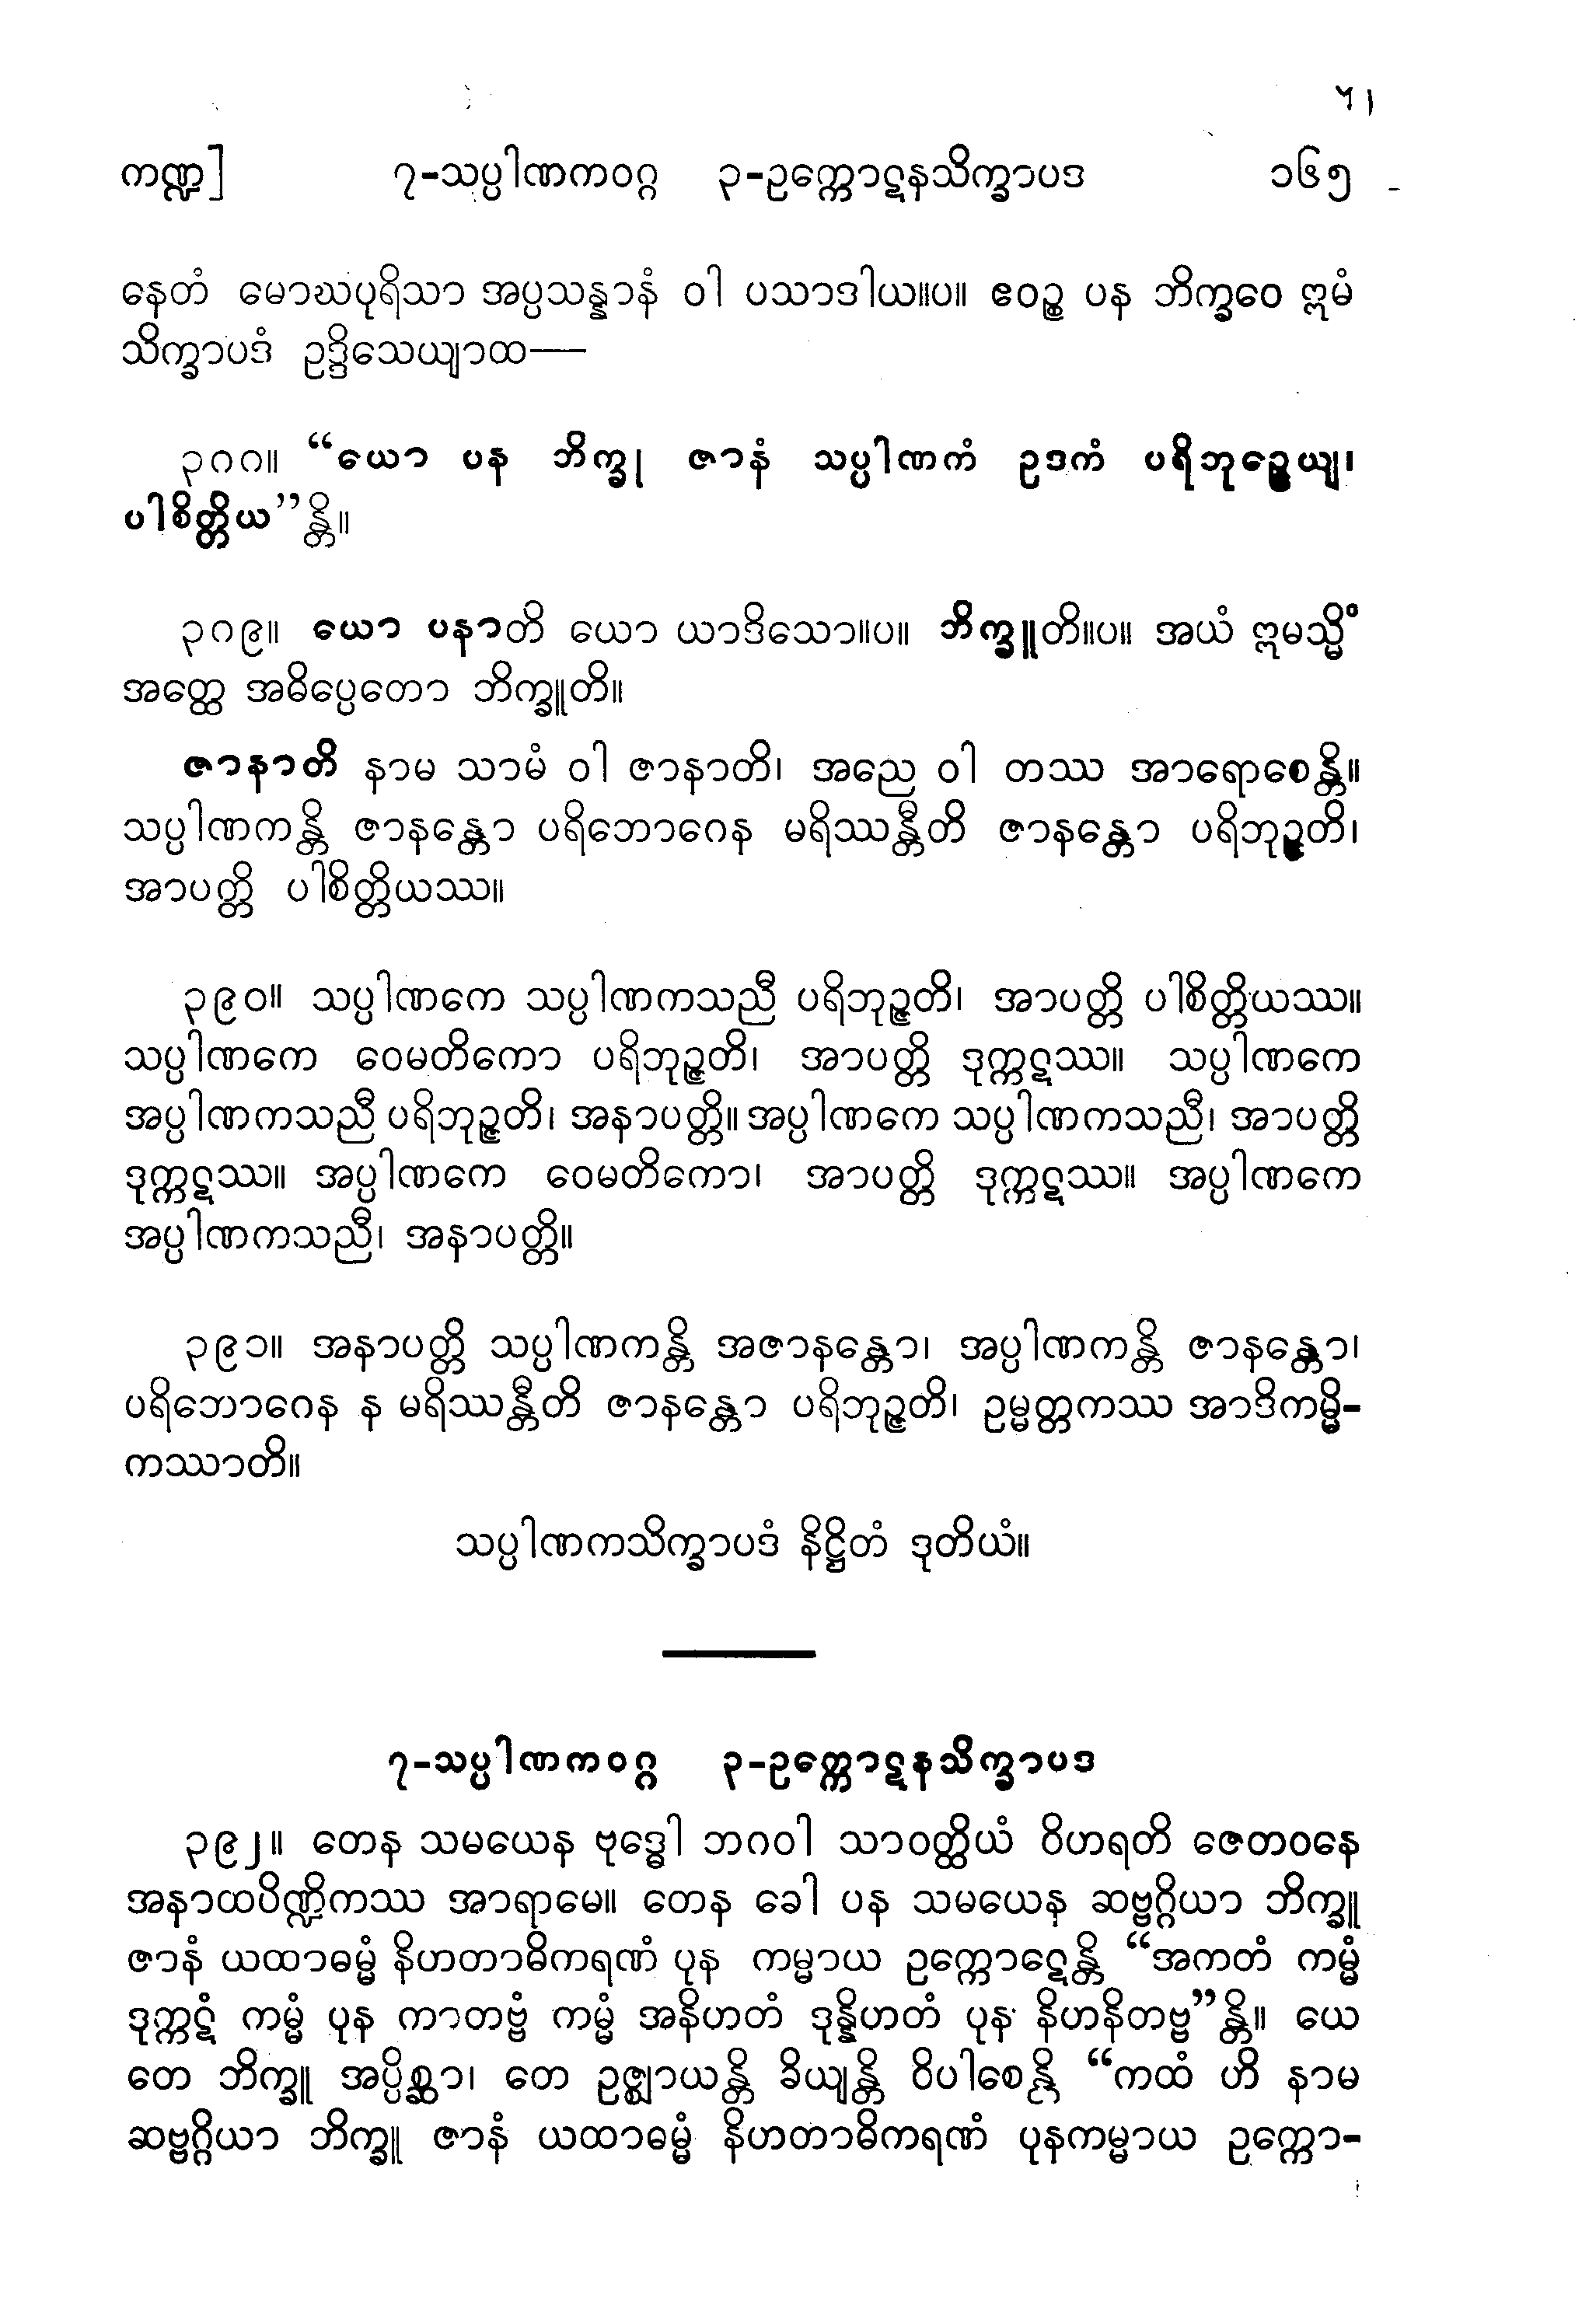 ကဏ္ဍ] ၇-သပ္ပါဏကဝဂ္ဂ ၃-ဥက္ကောဋနသိက္ခာပဒ ၁၆၅
နေတံ မောဃပုရိသာ အပ္ပသန္နာနံ ဝါ ပသာဒါယ။ပ။ ဧဝဉ္စ ပန ဘိက္ခဝေ ဣမံ
သိက္ခာပဒံ ဥဒ္ဒိသေယျာထ—
၃၈၈။ “ယော ပန ဘိက္ခု ဇာနံ သပ္ပါဏကံ ဥဒကံ ပရိဘုဉ္ဇေယျ၊
ပါစိတ္တိယ”န္တိ။
၃၈၉။ ယော ပနာတိ ယော ယာဒိသော။ပ။ ဘိက္ခူတိ။ပ။ အယံ ဣမသ္မိံ
အတ္ထေ အဓိပ္ပေတော ဘိက္ခူတိ။
ဇာနာတိ နာမ သာမံ ဝါ ဇာနာတိ၊ အညေ ဝါ တဿ အာရောစေန္တိ။
သပ္ပါဏကန္တိ ဇာနန္တော ပရိဘောဂေန မရိဿန္တီတိ ဇာနန္တော ပရိဘုဉ္ဇတိ၊
အာပတ္တိ ပါစိတ္တိယဿ။
၃၉၀။ သပ္ပါဏကေ သပ္ပါဏကသညီ ပရိဘုဉ္ဇတိ၊ အာပတ္တိ ပါစိတ္တိယဿ။
သပ္ပါဏကေ ဝေမတိကော ပရိဘုဉ္ဇတိ၊ အာပတ္တိ ဒုက္ကဋဿ။ သပ္ပါဏကေ
အပ္ပါဏကသညီ ပရိဘုဉ္ဇတိ၊ အနာပတ္တိ။ အပ္ပါဏကေ သပ္ပါဏကသညီ၊ အာပတ္တိ
ဒုက္ကဋဿ။ အပ္ပါဏကေ ဝေမတိကော၊ အာပတ္တိ ဒုက္ကဋဿ။ အပ္ပါဏကေ
အပ္ပါဏကသညီ၊ အနာပတ္တိ။
၃၉၁။ အနာပတ္တိ သပ္ပါဏကန္တိ အဇာနန္တော၊ အပ္ပါဏကန္တိ ဇာနန္တော၊
ပရိဘောဂေန န မရိဿန္တီတိ ဇာနန္တော ပရိဘုဉ္ဇတိ၊ ဥမ္မတ္တကဿ အာဒိကမ္မိ-
ကဿာတိ။
သပ္ပါဏကသိက္ခာပဒံ နိဋ္ဌိတံ ဒုတိယံ။
၇-သပ္ပါဏကဝဂ္ဂ ၃-ဥက္ကောဋနသိက္ခာပဒ
၃၉၂။ တေန သမယေန ဗုဒ္ဓေါ ဘဂဝါ သာဝတ္ထိယံ ဝိဟရတိ ဇေတဝနေ
အနာထပိဏ္ဍိကဿ အာရာမေ။ တေန ခေါ ပန သမယေန ဆဗ္ဗဂ္ဂိယာ ဘိက္ခူ
ဇာနံ ယထာဓမ္မံ နိဟတာဓိကရဏံ ပုန ကမ္မာယ ဥက္ကောဋေန္တိ “အကတံ ကမ္မံ
ဒုက္ကဋံ ကမ္မံ ပုန ကာတဗ္ဗံ ကမ္မံ အနိဟတံ ဒုန္နိဟတံ ပုန နိဟနိတဗ္ဗ”န္တိ။ ယေ
တေ ဘိက္ခူ အပ္ပိစ္ဆာ၊ တေ ဥဇ္ဈာယန္တိ ခိယျန္တိ ဝိပါစေန္တိ “ကထံ ဟိ နာမ
ဆဗ္ဗဂ္ဂိယာ ဘိက္ခူ ဇာနံ ယထာဓမ္မံ နိဟတာဓိကရဏံ ပုနကမ္မာယ ဥက္ကော-